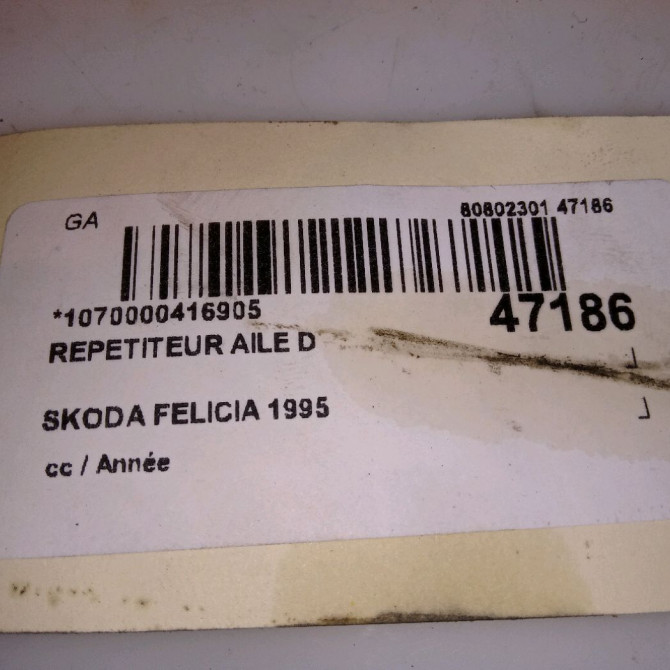 GA
80802301 47186
*1070000416905
47186
REPETITEUR AILE D
SKODA FELICIA 1995
cc / Année